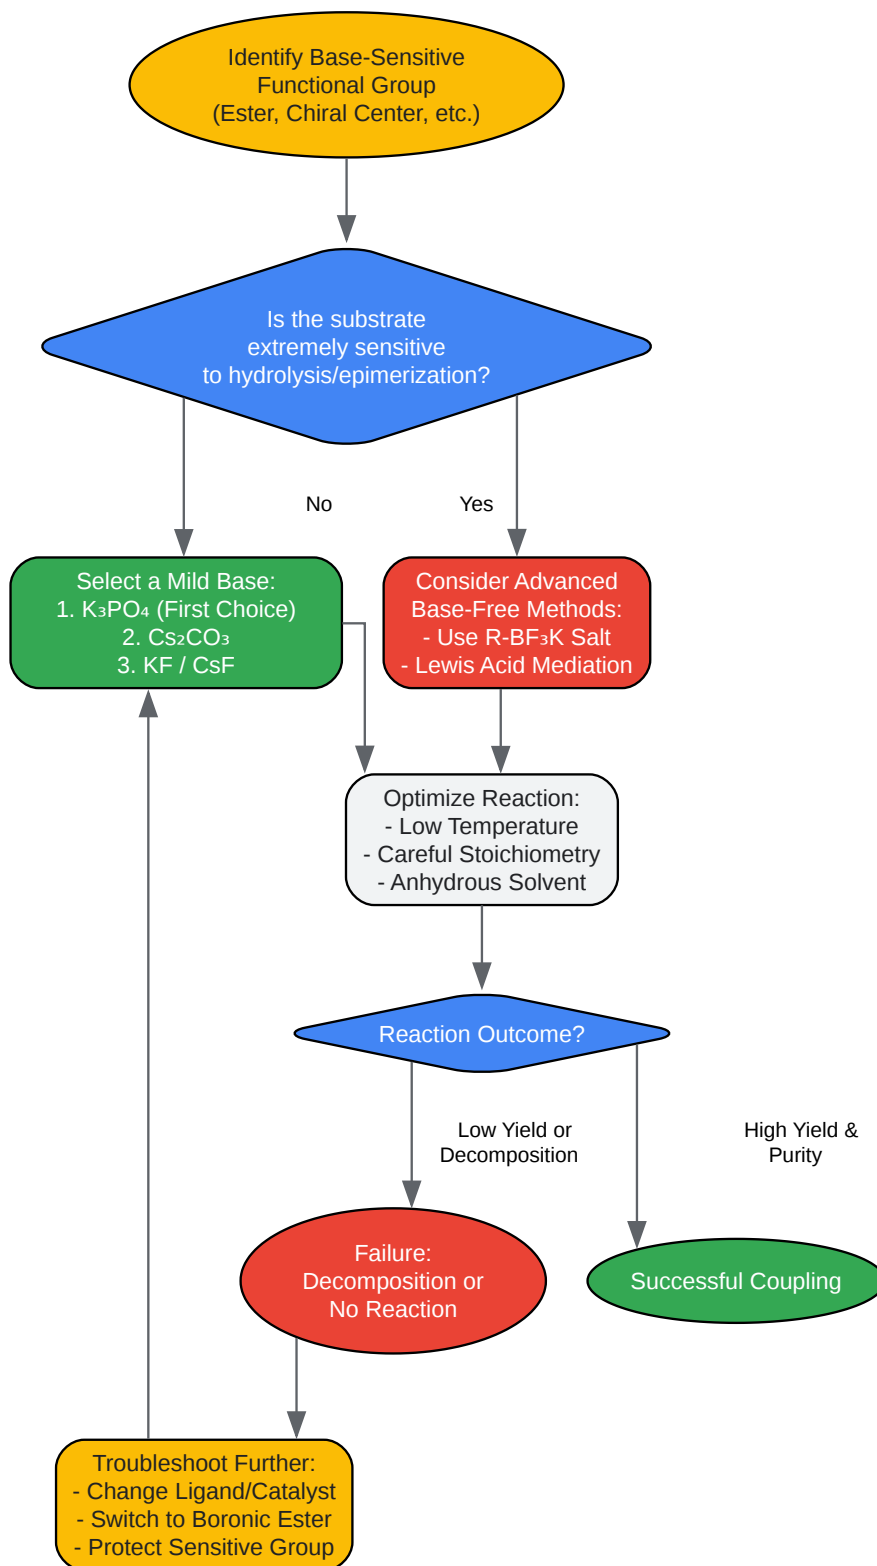 Identify Base-Sensitive
Functional Group
(Ester, Chiral Center, etc.)
Is the substrate
extremely sensitive
to hydrolysis/epimerization?
No
Yes
Select a Mild Base:
1. K₃PO₄ (First Choice)
2. Cs₂CO₃
3. KF / CsF
Consider Advanced
Base-Free Methods:
- Use R-BF₃K Salt
- Lewis Acid Mediation
Optimize Reaction:
- Low Temperature
- Careful Stoichiometry
- Anhydrous Solvent
Reaction Outcome?
Low Yield or
Decomposition
High Yield &
Purity
Failure:
Decomposition or
No Reaction
Successful Coupling
Troubleshoot Further:
- Change Ligand/Catalyst
- Switch to Boronic Ester
- Protect Sensitive Group